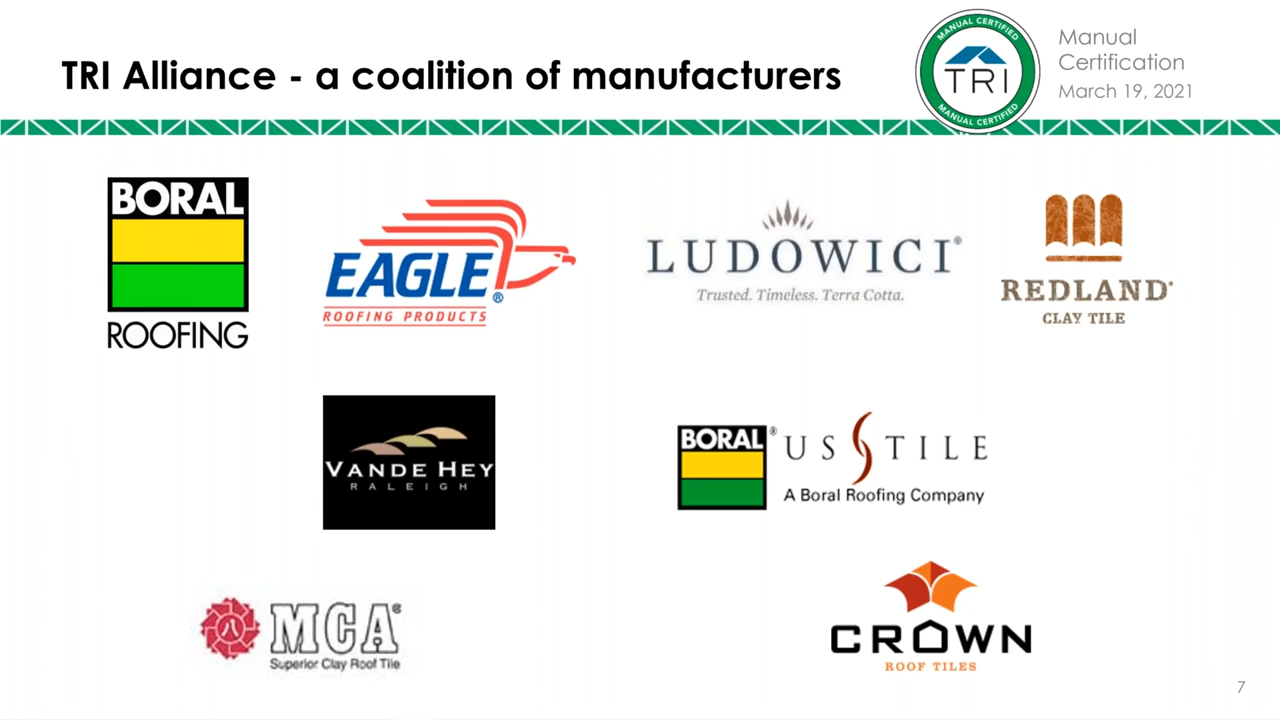 TRI Alliance - a coalition of manufacturers
MANUAL CERTIFIED
TRI
MANUAL CERTIFIED
Manual
Certification
March 19, 2021
BORAL
ROOFING
EAGLE®
ROOFING PRODUCTS
LUDOWICI®
Trusted. Timeless. Terra Cotta.
REDLAND®
CLAY TILE
VANDE HEY
RALEIGH
BORAL®
US TILE
A Boral Roofing Company
八
MCA®
Superior Clay Roof Tile
CROWN
ROOF TILES
7